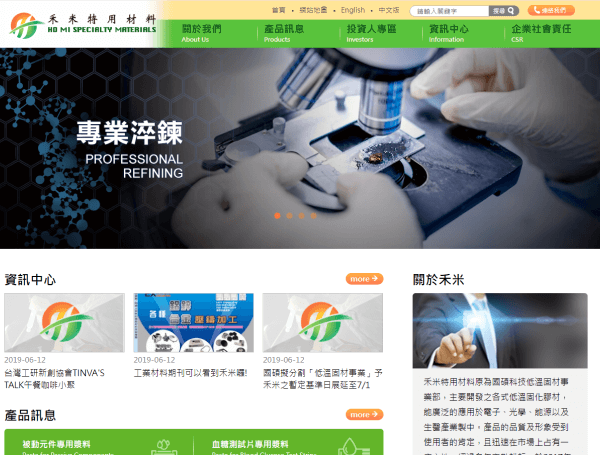 禾米特用材料
HO MI SPECIALTY MATERIALS
首頁 • 網站地圖 • English • 中文版
請輸入關鍵字
搜尋
聯絡我們
關於我們
About Us
產品訊息
Products
投資人專區
Investors
資訊中心
Information
企業社會責任
CSR
專業淬鍊
PROFESSIONAL
REFINING
資訊中心
more
2019-06-12
台灣工研新創協會TINVA'S
TALK午餐咖啡小聚
各種
壓槽加工
2019-06-12
工業材料期刊可以看到禾米囉!
2019-06-12
國碩擬分割「低溫固材事業」予
禾米之暫定基準日展延至7/1
產品訊息
more
被動元件專用漿料
血糖測試片專用漿料
關於禾米
禾米特用材料原為國碩科技低溫固材事
業部，主要開發之各式低溫固化膠材，
能廣泛的應用於電子、光學、能源以及
生醫產業製中，產品的品質及形象受到
使用者的肯定，且迅速在市場上占有一